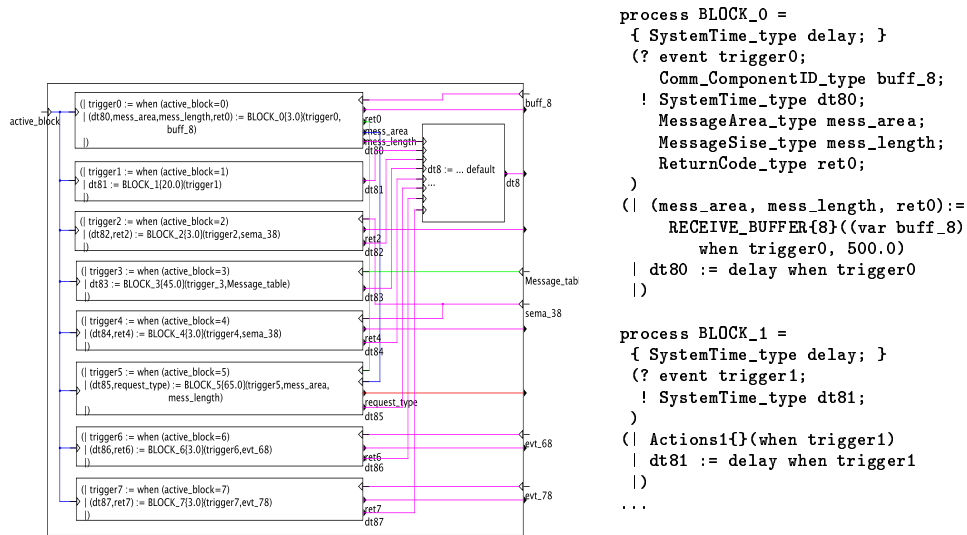 active_block
(| trigger0 := when (active_block=0)
| (dt80,mess_area,mess_length,ret0) := BLOCK_0[3.0}(trigger0,
buff_8)
|)
(| trigger1 := when (active_block=1)
| dt81 := BLOCK_1{20.0}(trigger1)
|)
(| trigger2 := when (active_block=2)
| (dt82,ret2) := BLOCK_2{3.0}(trigger2,sema_38)
|)
(| trigger3 := when (active_block=3)
| dt83 := BLOCK_3{45.0}(trigger_3,Message_table)
|)
(| trigger4 := when (active_block=4)
| (dt84,ret4) := BLOCK_4{3.0}(trigger4,sema_38)
|)
(| trigger5 := when (active_block=5)
| (dt85,request_type) := BLOCK_5{65.0}(trigger5,mess_area,
mess_length)
|)
(| trigger6 := when (active_block=6)
| (dt86,ret6) := BLOCK_6{3.0}(trigger6,evt_68)
|)
(| trigger7 := when (active_block=7)
| (dt87,ret7) := BLOCK_7{3.0}(trigger7,evt_78)
|)
ret0
mess_area
mess_length
dt80
dt81
ret2
dt82
dt83
ret4
dt84
request_type
dt85
ret6
dt86
ret7
dt87
dt8 := ... default
...
dt8
buff_8
Message_tabl
sema_38
evt_68
evt_78
process BLOCK_0 =
{ SystemTime_type delay; }
(? event trigger0;
Comm_ComponentID_type buff_8;
! SystemTime_type dt80;
MessageArea_type mess_area;
MessageSise_type mess_length;
ReturnCode_type ret0;
)
(| (mess_area, mess_length, ret0):=
RECEIVE_BUFFER{8}((var buff_8)
when trigger0, 500.0)
| dt80 := delay when trigger0
|)
process BLOCK_1 =
{ SystemTime_type delay; }
(? event trigger1;
! SystemTime_type dt81;
)
(| Actions1{}(when trigger1)
| dt81 := delay when trigger1
|)
...